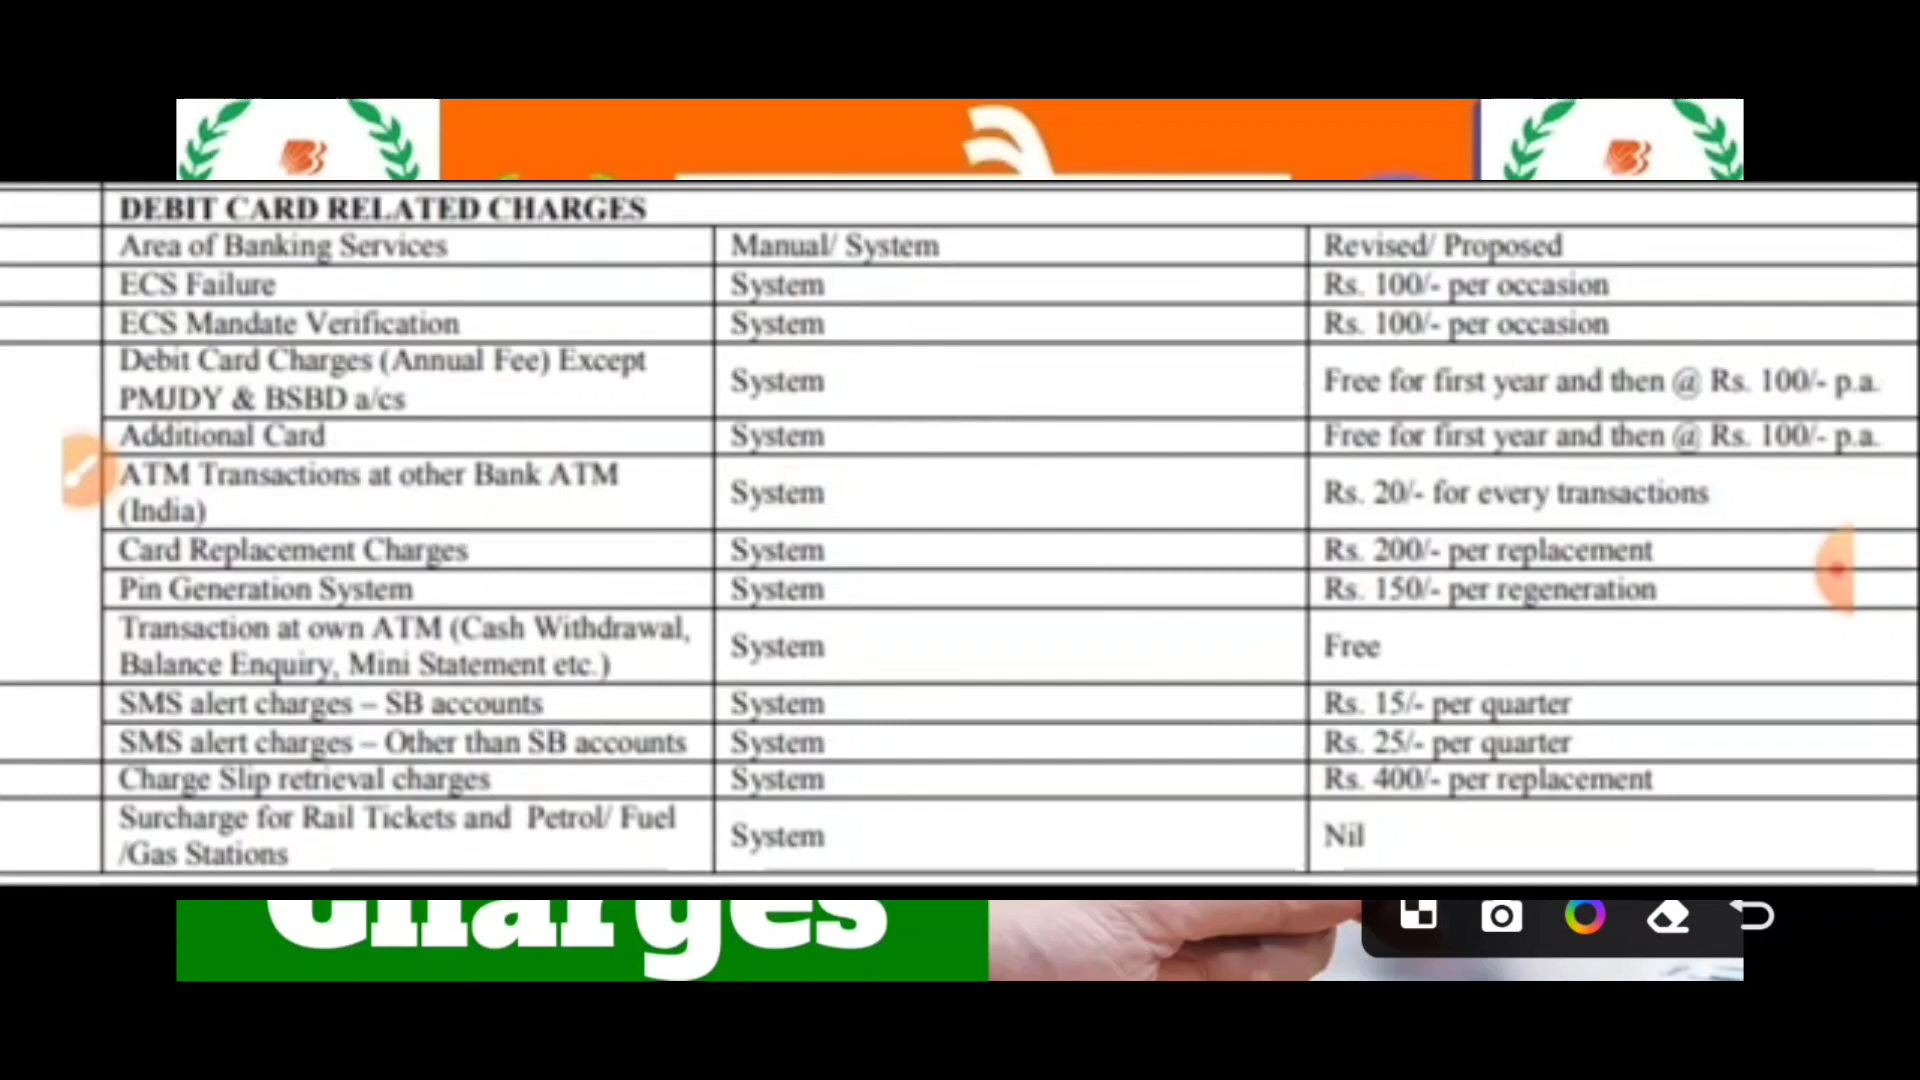 DEBIT CARD RELATED CHARGES
Area of Banking Services Manual/ System Revised/ Proposed
ECS Failure System Rs. 100/- per occasion
ECS Mandate Verification System Rs. 100/- per occasion
Debit Card Charges (Annual Fee) Except
PMJDY & BSBD a/cs System Free for first year and then @ Rs. 100/- p.a.
Additional Card System Free for first year and then @ Rs. 100/- p.a.
ATM Transactions at other Bank ATM
(India) System Rs. 20/- for every transactions
Card Replacement Charges System Rs. 200/- per replacement
Pin Generation System System Rs. 150/- per regeneration
Transaction at own ATM (Cash Withdrawal,
Balance Enquiry, Mini Statement etc.) System Free
SMS alert charges – SB accounts System Rs. 15/- per quarter
SMS alert charges – Other than SB accounts System Rs. 25/- per quarter
Charge Slip retrieval charges System Rs. 400/- per replacement
Surcharge for Rail Tickets and Petrol/ Fuel
/Gas Stations System Nil
Charges